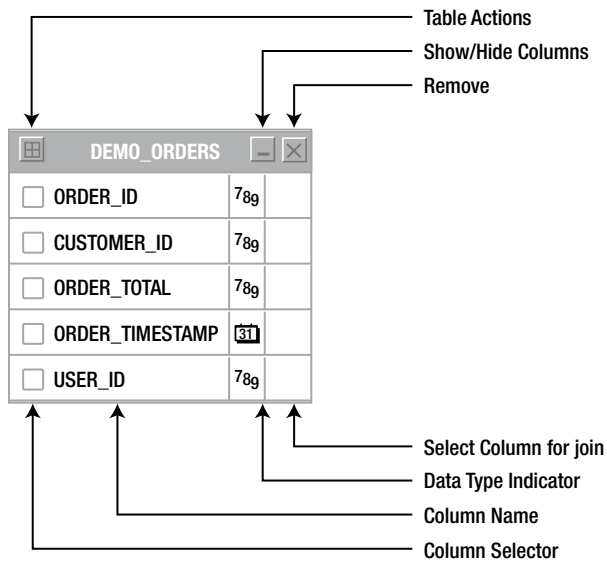 Table Actions
Show/Hide Columns
Remove
DEMO_ORDERS
ORDER_ID 789
CUSTOMER_ID 789
ORDER_TOTAL 789
ORDER_TIMESTAMP 31
USER_ID 789
Select Column for join
Data Type Indicator
Column Name
Column Selector